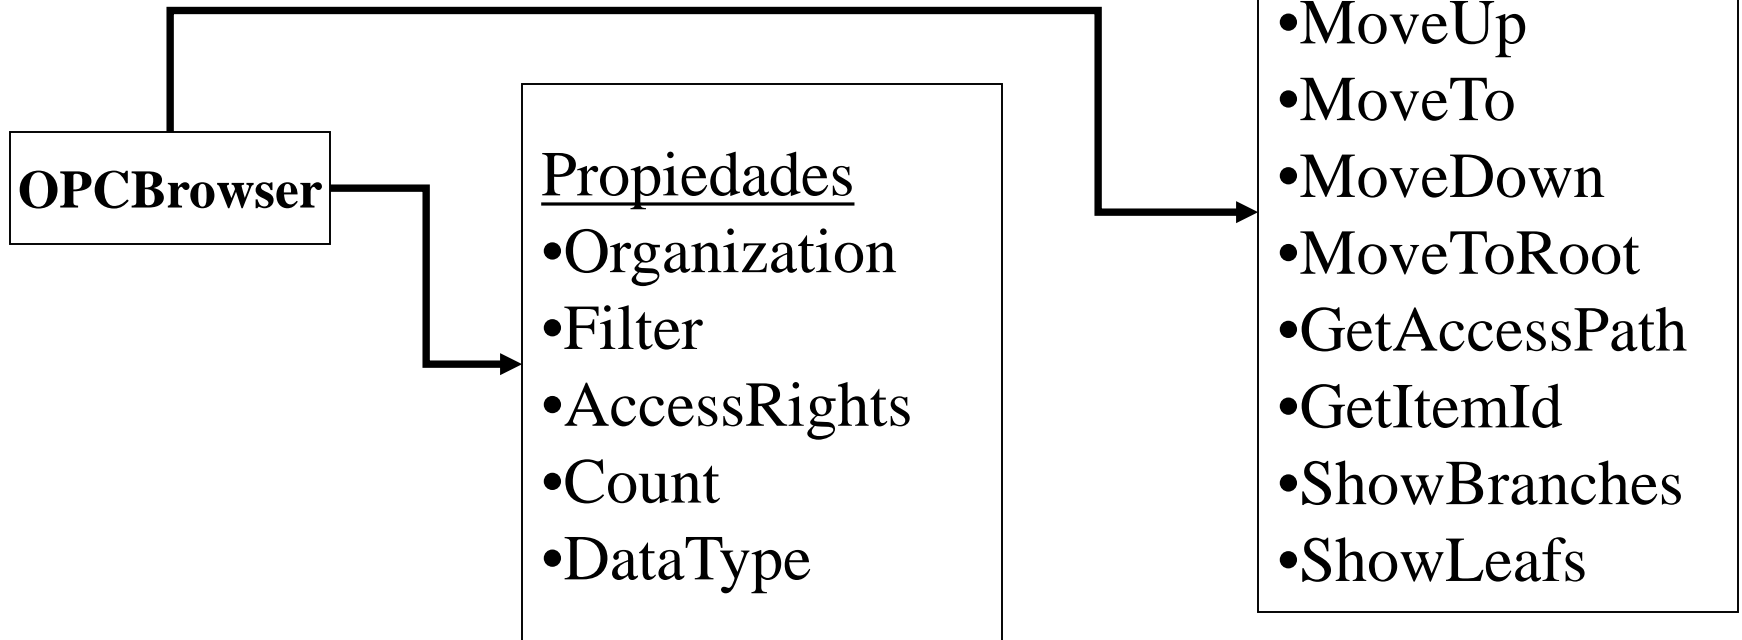 OPCBrowser
Propiedades
•Organization
•Filter
•AccessRights
•Count
•DataType
•MoveUp
•MoveTo
•MoveDown
•MoveToRoot
•GetAccessPath
•GetItemId
•ShowBranches
•ShowLeafs